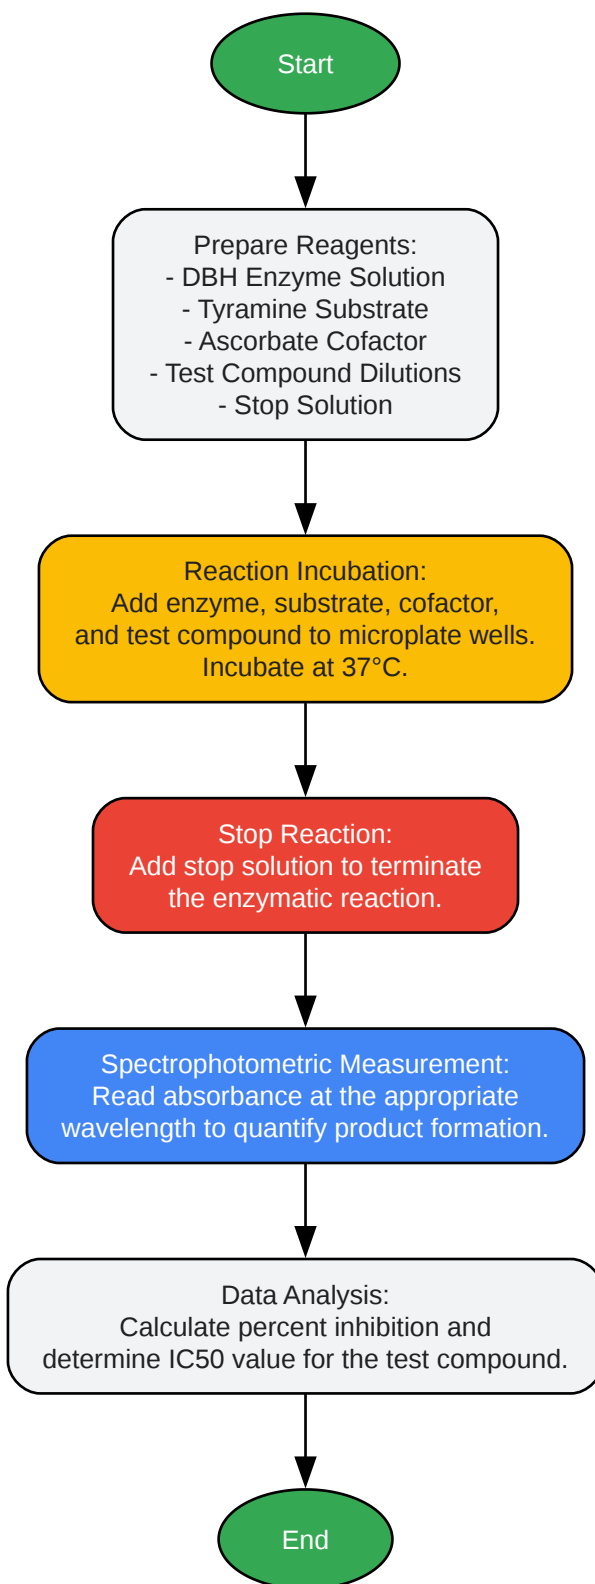 Start
Prepare Reagents:
- DBH Enzyme Solution
- Tyramine Substrate
- Ascorbate Cofactor
- Test Compound Dilutions
- Stop Solution
Reaction Incubation:
Add enzyme, substrate, cofactor,
and test compound to microplate wells.
Incubate at 37°C.
Stop Reaction:
Add stop solution to terminate
the enzymatic reaction.
Spectrophotometric Measurement:
Read absorbance at the appropriate
wavelength to quantify product formation.
Data Analysis:
Calculate percent inhibition and
determine IC50 value for the test compound.
End